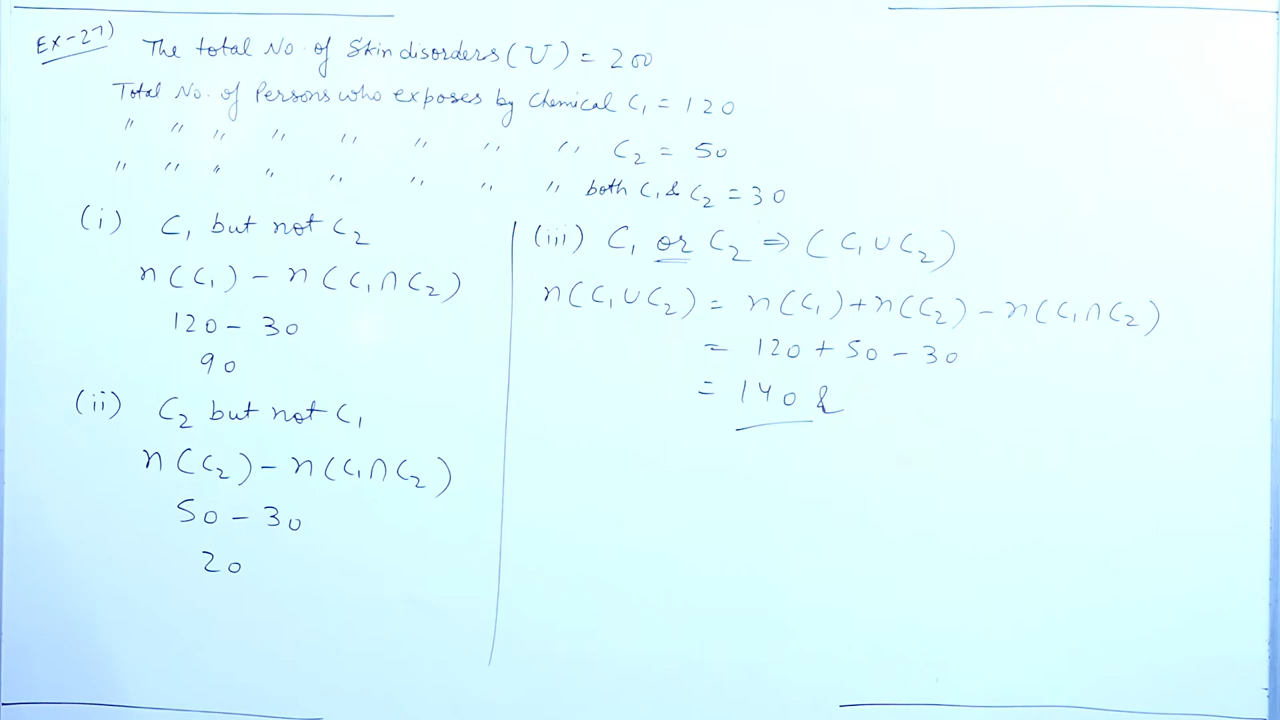 Ex-27)
The total No. of Skin disorders (U) = 200
Total No. of Persons who exposes by Chemical C₁ = 120
" " " " " " " " C₂ = 50
" " " " " " " " both C₁ & C₂ = 30
(i) C₁ but not C₂
n(C₁) - n(C₁∩C₂)
120 - 30
90
(ii) C₂ but not C₁
n(C₂) - n(C₁∩C₂)
50 - 30
20
(iii) C₁ or C₂ ⇒ (C₁∪C₂)
n(C₁∪C₂) = n(C₁) + n(C₂) - n(C₁∩C₂)
= 120 + 50 - 30
= 140